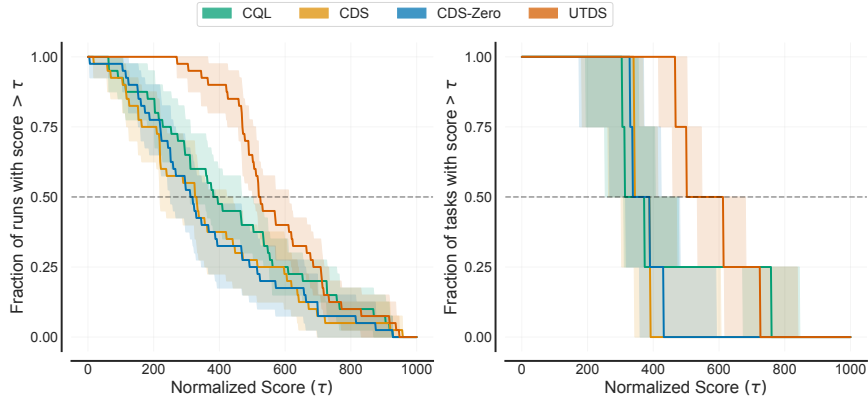 CQL CDS CDS-Zero UTDS
Fraction of runs with score > τ
1.00
0.75
0.50
0.25
0.00
0 200 400 600 800 1000
Normalized Score (τ)
Fraction of tasks with score > τ
1.00
0.75
0.50
0.25
0.00
0 200 400 600 800 1000
Normalized Score (τ)